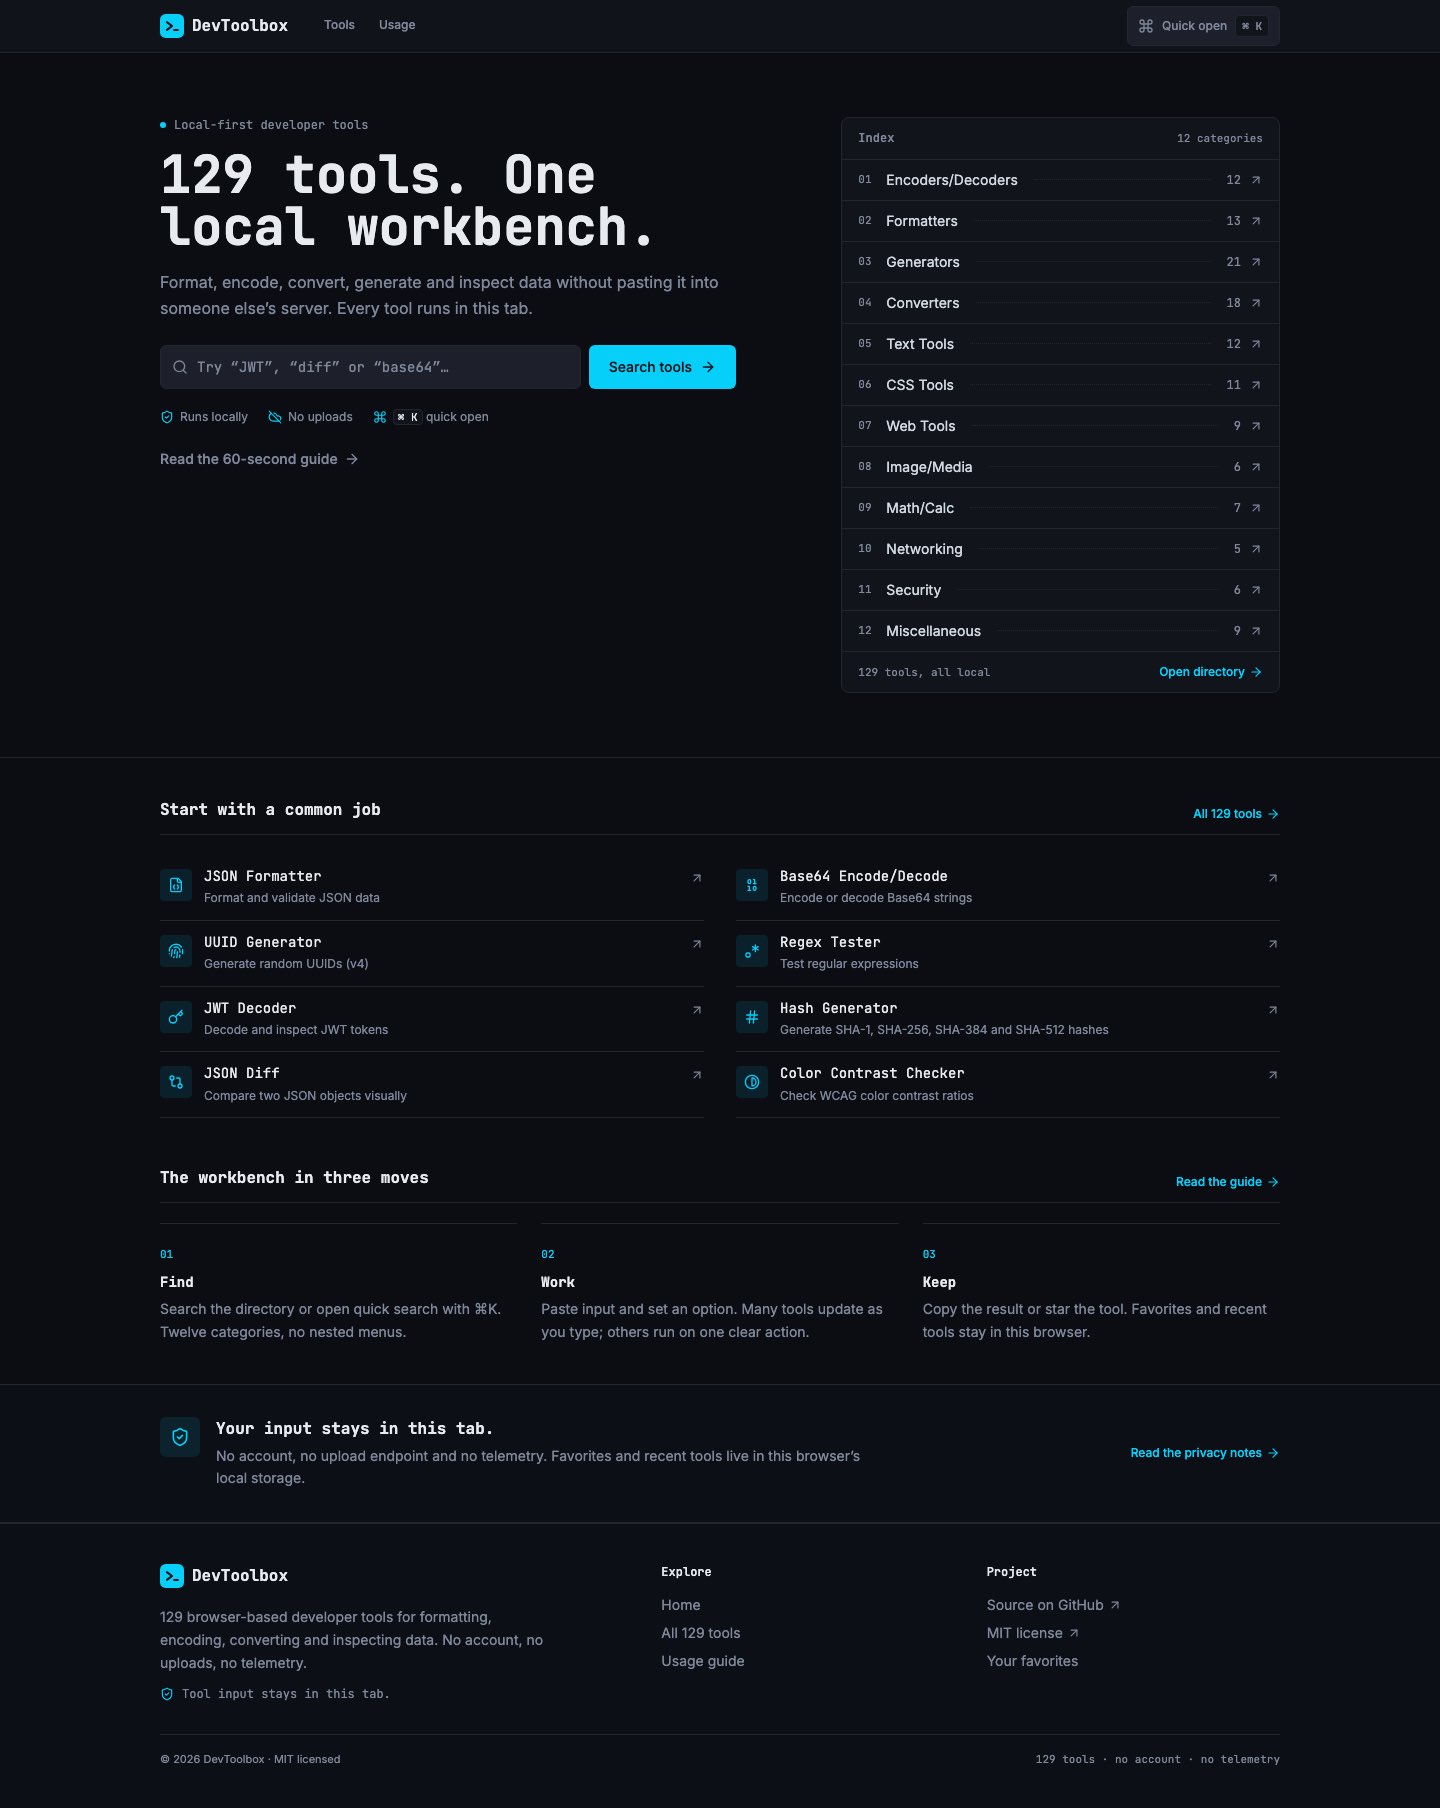 DevToolbox
Tools
Usage
Quick open
⌘ K
Local-first developer tools
129 tools. One
local workbench.
Format, encode, convert, generate and inspect data without pasting it into
someone else’s server. Every tool runs in this tab.
Try “JWT”, “diff” or “base64”…
Search tools
Runs locally
No uploads
⌘ K quick open
Read the 60-second guide
Index
12 categories
01 Encoders/Decoders 12
02 Formatters 13
03 Generators 21
04 Converters 18
05 Text Tools 12
06 CSS Tools 11
07 Web Tools 9
08 Image/Media 6
09 Math/Calc 7
10 Networking 5
11 Security 6
12 Miscellaneous 9
129 tools, all local
Open directory
Start with a common job
All 129 tools
JSON Formatter
Format and validate JSON data
Base64 Encode/Decode
Encode or decode Base64 strings
UUID Generator
Generate random UUIDs (v4)
Regex Tester
Test regular expressions
JWT Decoder
Decode and inspect JWT tokens
Hash Generator
Generate SHA-1, SHA-256, SHA-384 and SHA-512 hashes
JSON Diff
Compare two JSON objects visually
Color Contrast Checker
Check WCAG color contrast ratios
The workbench in three moves
Read the guide
01
Find
Search the directory or open quick search with ⌘K.
Twelve categories, no nested menus.
02
Work
Paste input and set an option. Many tools update as
you type; others run on one clear action.
03
Keep
Copy the result or star the tool. Favorites and recent
tools stay in this browser.
Your input stays in this tab.
No account, no upload endpoint and no telemetry. Favorites and recent tools live in this browser’s
local storage.
Read the privacy notes
DevToolbox
129 browser-based developer tools for formatting,
encoding, converting and inspecting data. No account, no
uploads, no telemetry.
Tool input stays in this tab.
Explore
Home
All 129 tools
Usage guide
Project
Source on GitHub
MIT license
Your favorites
© 2026 DevToolbox · MIT licensed
129 tools · no account · no telemetry